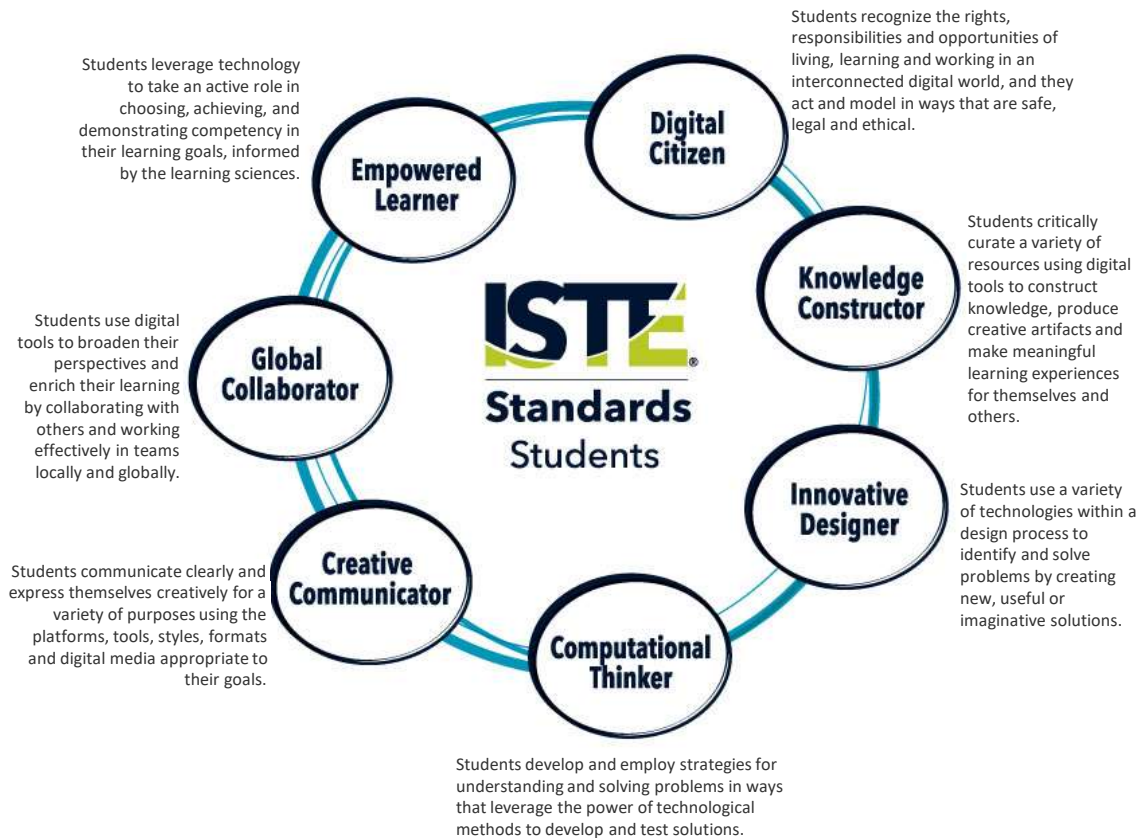 Students leverage technology
to take an active role in
choosing, achieving, and
demonstrating competency in
their learning goals, informed
by the learning sciences.
Empowered
Learner
Students recognize the rights,
responsibilities and opportunities of
living, learning and working in an
interconnected digital world, and they
act and model in ways that are safe,
legal and ethical.
Digital
Citizen
Students critically
curate a variety of
resources using digital
tools to construct
knowledge, produce
creative artifacts and
make meaningful
learning experiences
for themselves and
others.
Knowledge
Constructor
Students use a variety
of technologies within a
design process to
identify and solve
problems by creating
new, useful or
imaginative solutions.
Innovative
Designer
Computational
Thinker
Students develop and employ strategies for
understanding and solving problems in ways
that leverage the power of technological
methods to develop and test solutions.
Creative
Communicator
Students communicate clearly and
express themselves creatively for a
variety of purposes using the
platforms, tools, styles, formats
and digital media appropriate to
their goals.
Global
Collaborator
Students use digital
tools to broaden their
perspectives and
enrich their learning
by collaborating with
others and working
effectively in teams
locally and globally.
ISTE®
Standards
Students